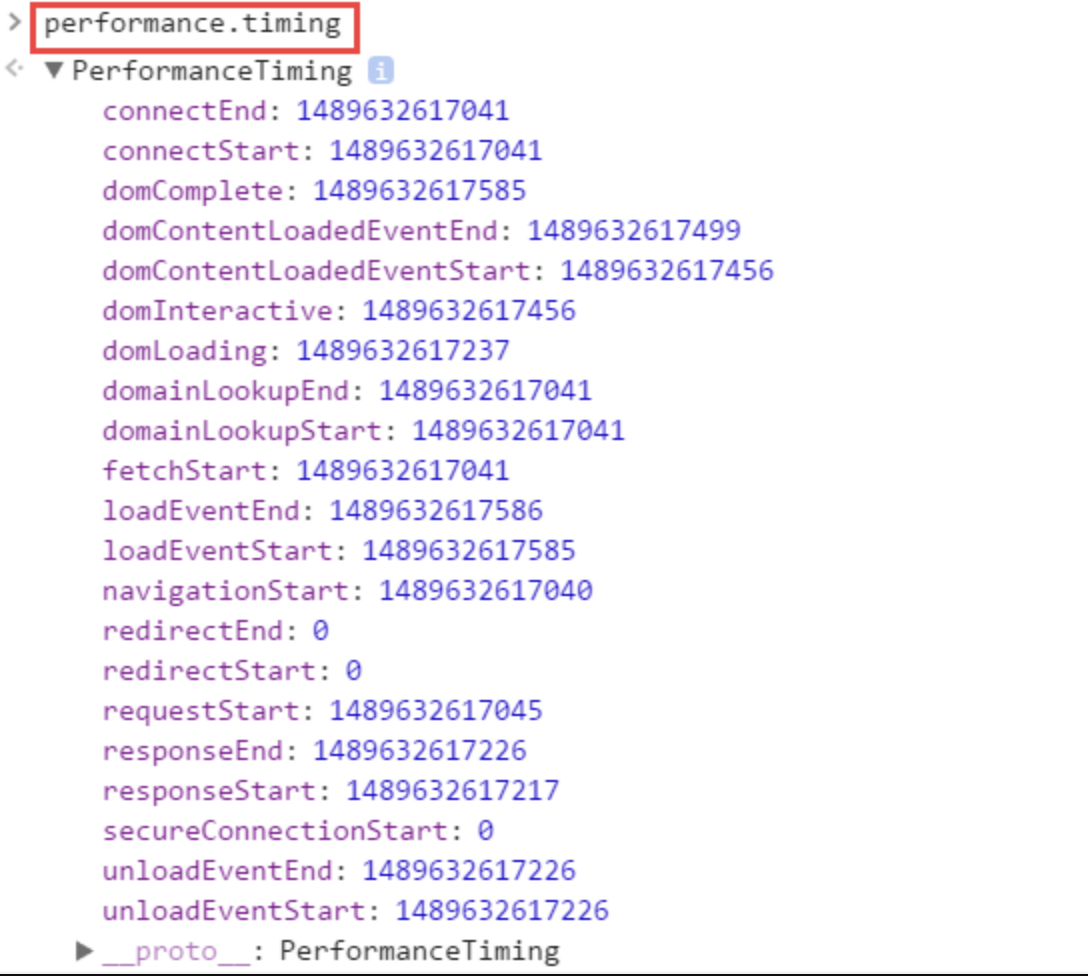 > performance.timing
<· ▼ PerformanceTiming i
connectEnd: 1489632617041
connectStart: 1489632617041
domComplete: 1489632617585
domContentLoadedEventEnd: 1489632617499
domContentLoadedEventStart: 1489632617456
domInteractive: 1489632617456
domLoading: 1489632617237
domainLookupEnd: 1489632617041
domainLookupStart: 1489632617041
fetchStart: 1489632617041
loadEventEnd: 1489632617586
loadEventStart: 1489632617585
navigationStart: 1489632617040
redirectEnd: 0
redirectStart: 0
requestStart: 1489632617045
responseEnd: 1489632617226
responseStart: 1489632617217
secureConnectionStart: 0
unloadEventEnd: 1489632617226
unloadEventStart: 1489632617226
▶ __proto__: PerformanceTiming